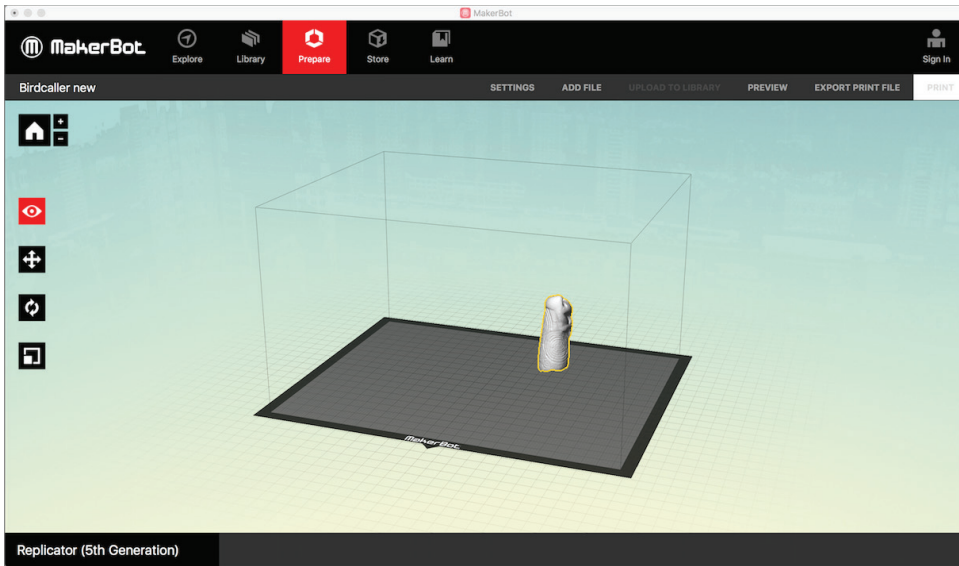 MakerBot
MakerBot
Explore
Library
Prepare
Store
Learn
Sign In
Birdcaller new
SETTINGS
ADD FILE
UPLOAD TO LIBRARY
PREVIEW
EXPORT PRINT FILE
PRINT
MakerBot
Replicator (5th Generation)